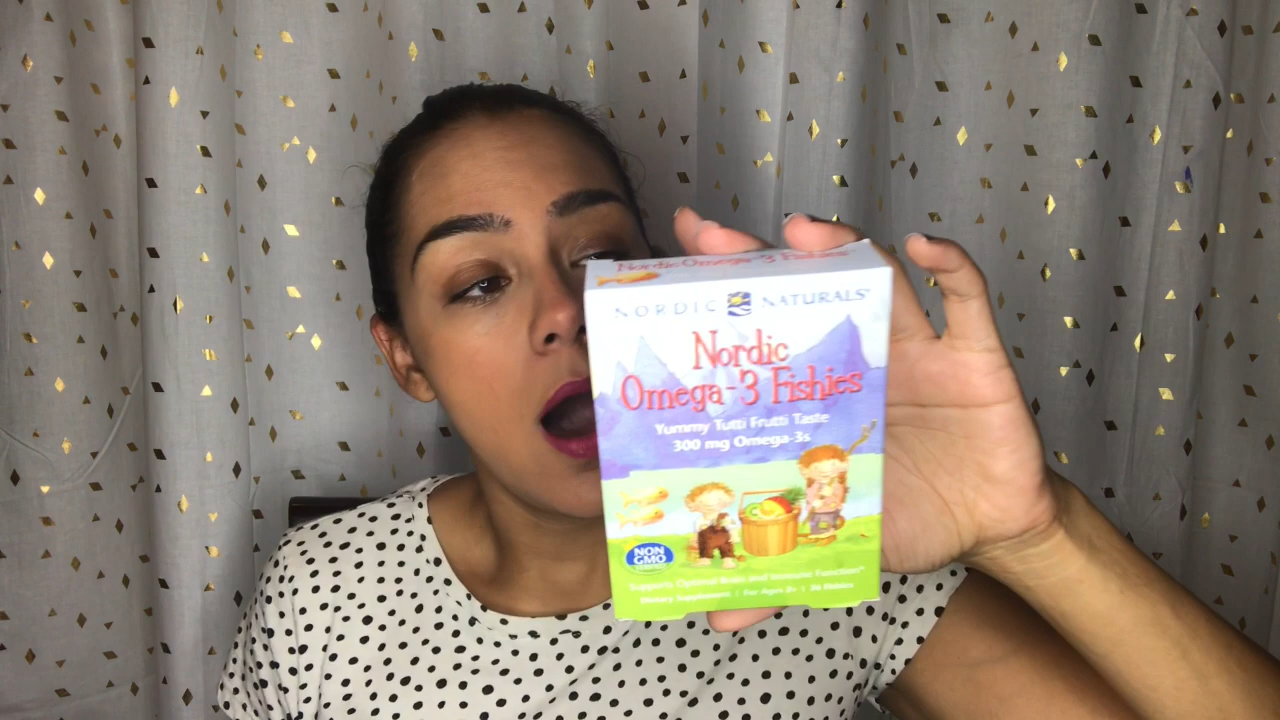 Nordic Omega-3 Fishies
NORDIC NATURALS®
Nordic
Omega-3 Fishies
Yummy Tutti Frutti Taste
300 mg Omega-3s
NON
GMO
Supports Optimal Brain and Immune Function
Dietary Supplement | For Ages 2+ | 36 Fishies